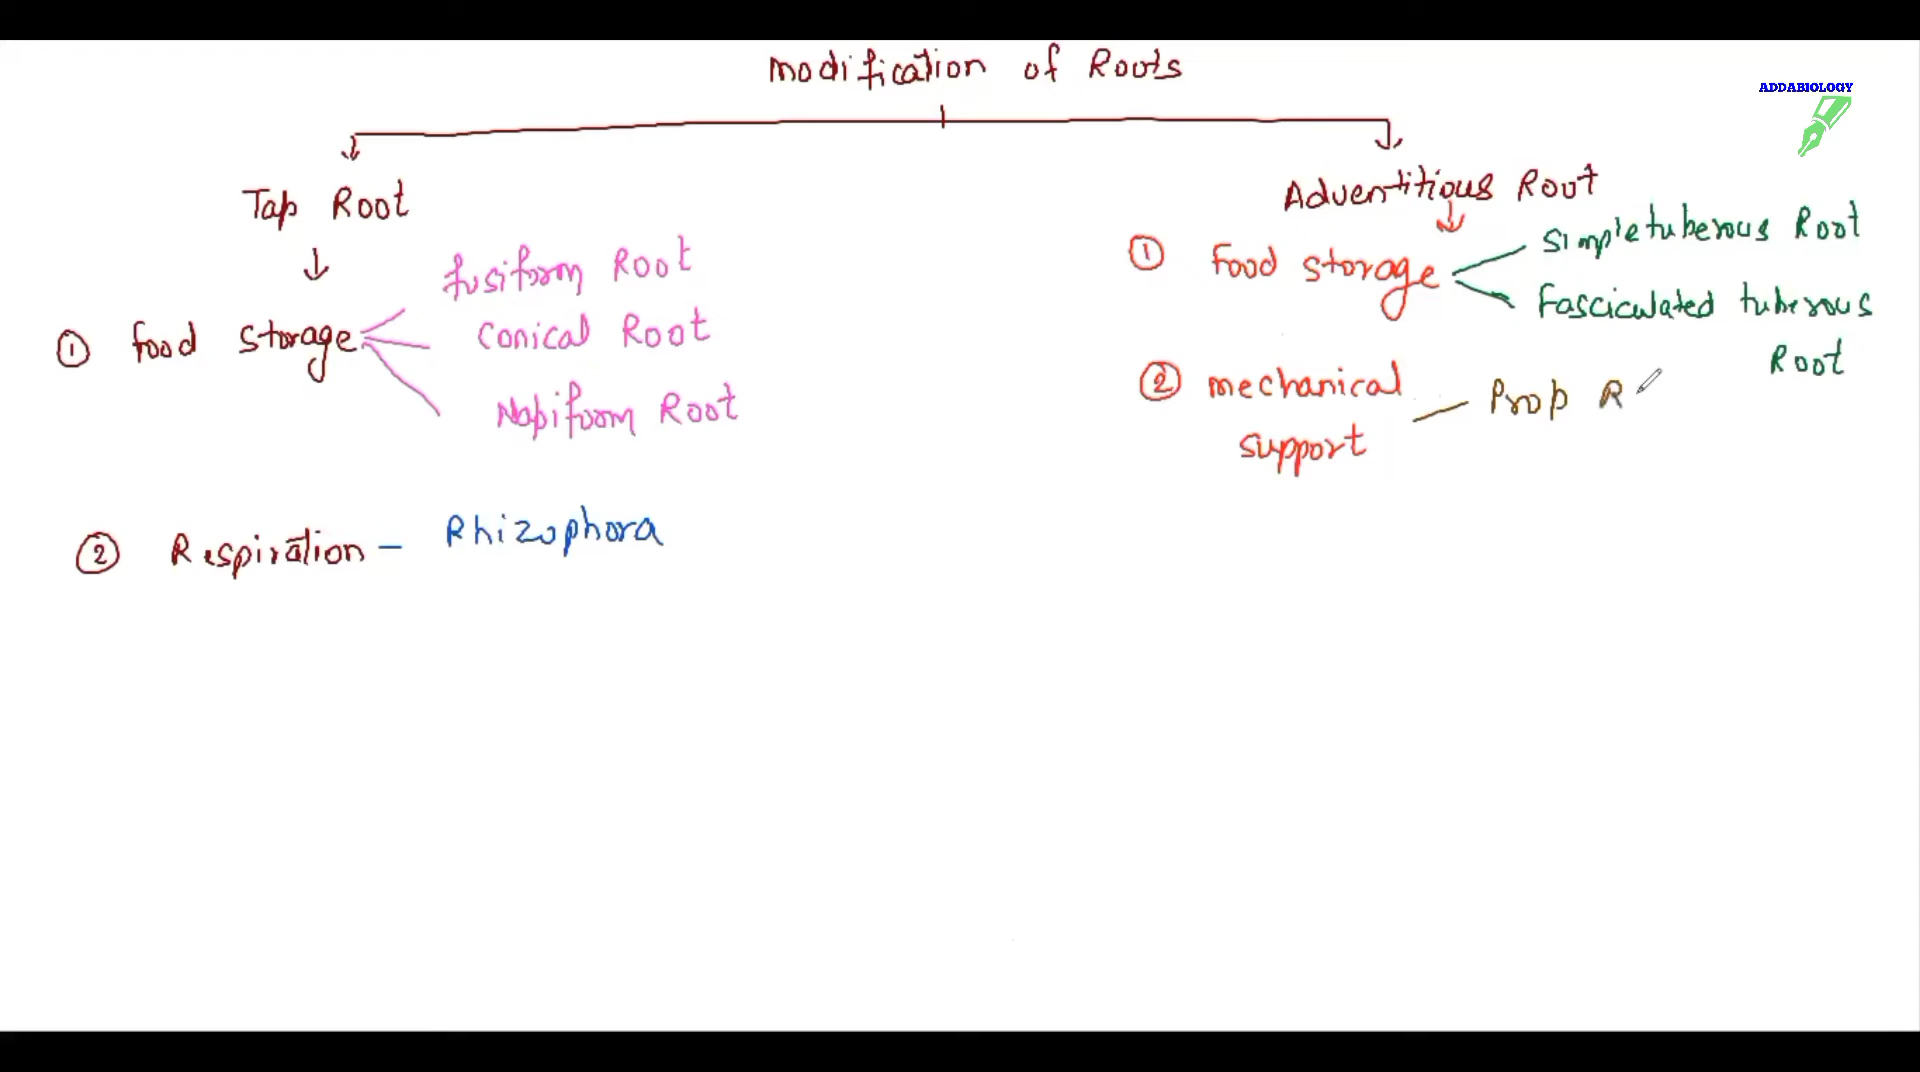 Modification of Roots
ADDABIOLOGY
Tap Root
Adventitious Root
fusiform Root
① food storage
Conical Root
Napiform Root
② Respiration – Rhizophora
① Food storage
Simple tuberous Root
Fasciculated tuberous
Root
② mechanical
support
Prop R